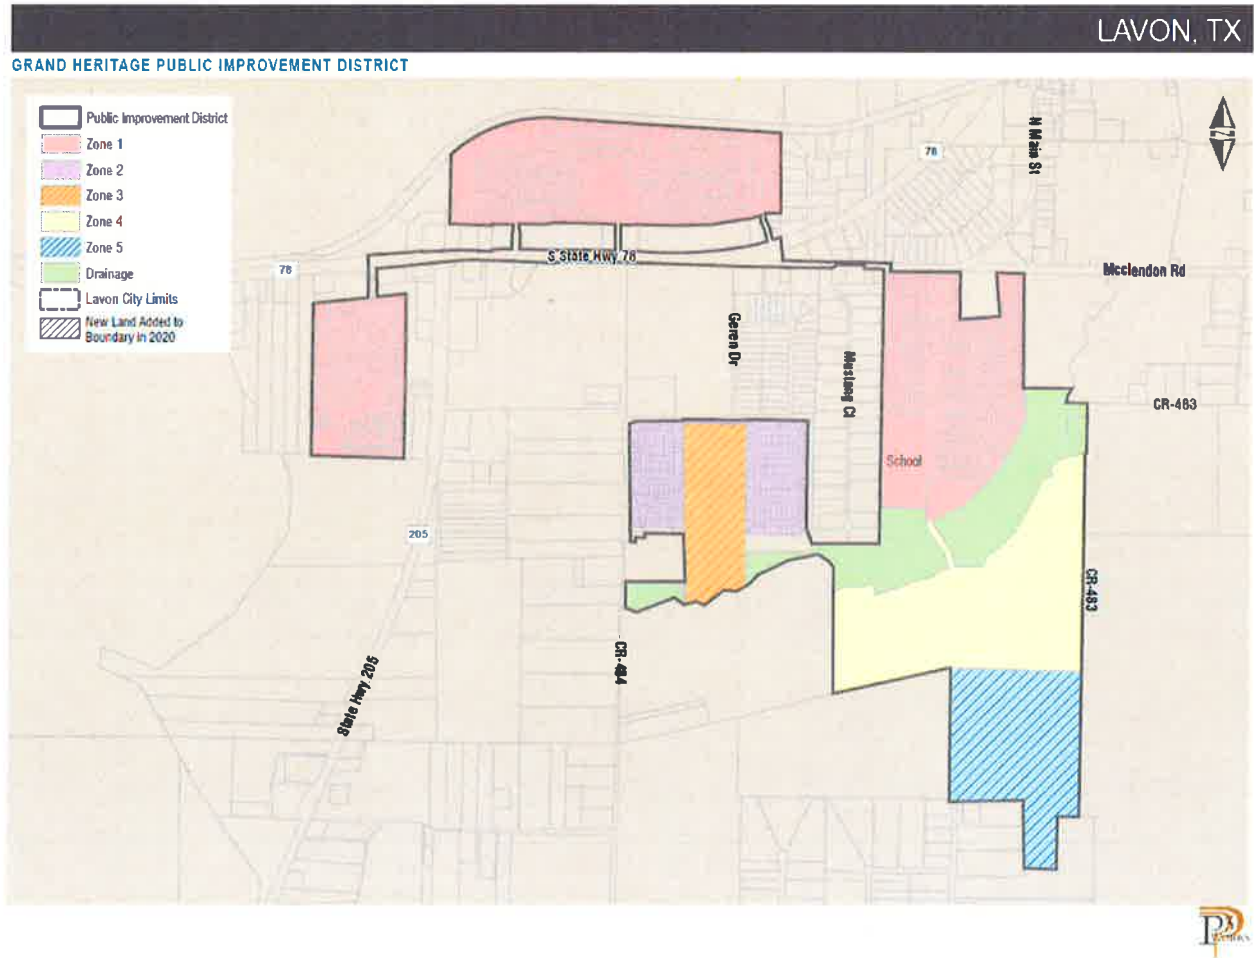 LAVON, TX
GRAND HERITAGE PUBLIC IMPROVEMENT DISTRICT
Public Improvement District
Zone 1
Zone 2
Zone 3
Zone 4
Zone 5
Drainage
Lavon City Limits
New Land Added to
Boundary in 2020
N Main St
78
Z
78
S State Hwy 78
Mcclendon Rd
Geren Dr
Mustang Cl
CR-483
School
205
CR-483
CR-484
State Hwy 205
P3